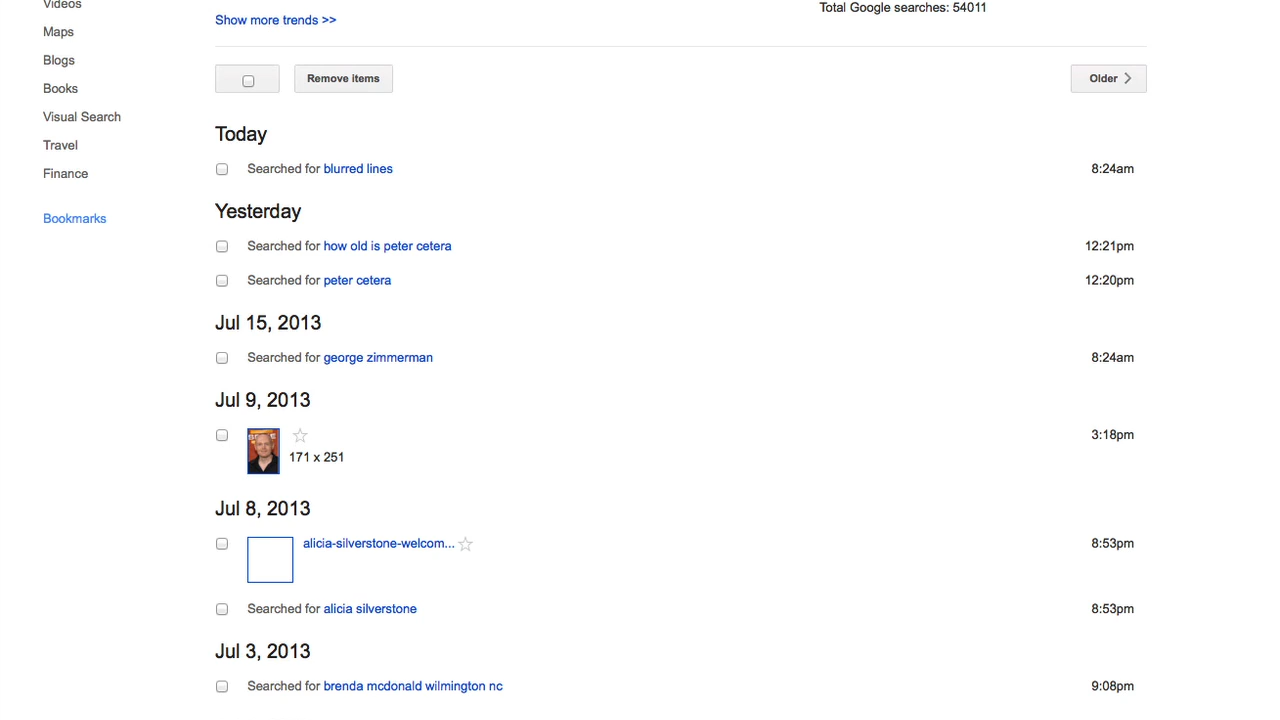 Videos
Maps
Blogs
Books
Visual Search
Travel
Finance
Bookmarks
Show more trends >>
Total Google searches: 54011
Remove items
Older
Today
Searched for blurred lines 8:24am
Yesterday
Searched for how old is peter cetera 12:21pm
Searched for peter cetera 12:20pm
Jul 15, 2013
Searched for george zimmerman 8:24am
Jul 9, 2013
3:18pm
171 x 251
Jul 8, 2013
alicia-silverstone-welcom... 8:53pm
Searched for alicia silverstone 8:53pm
Jul 3, 2013
Searched for brenda mcdonald wilmington nc 9:08pm